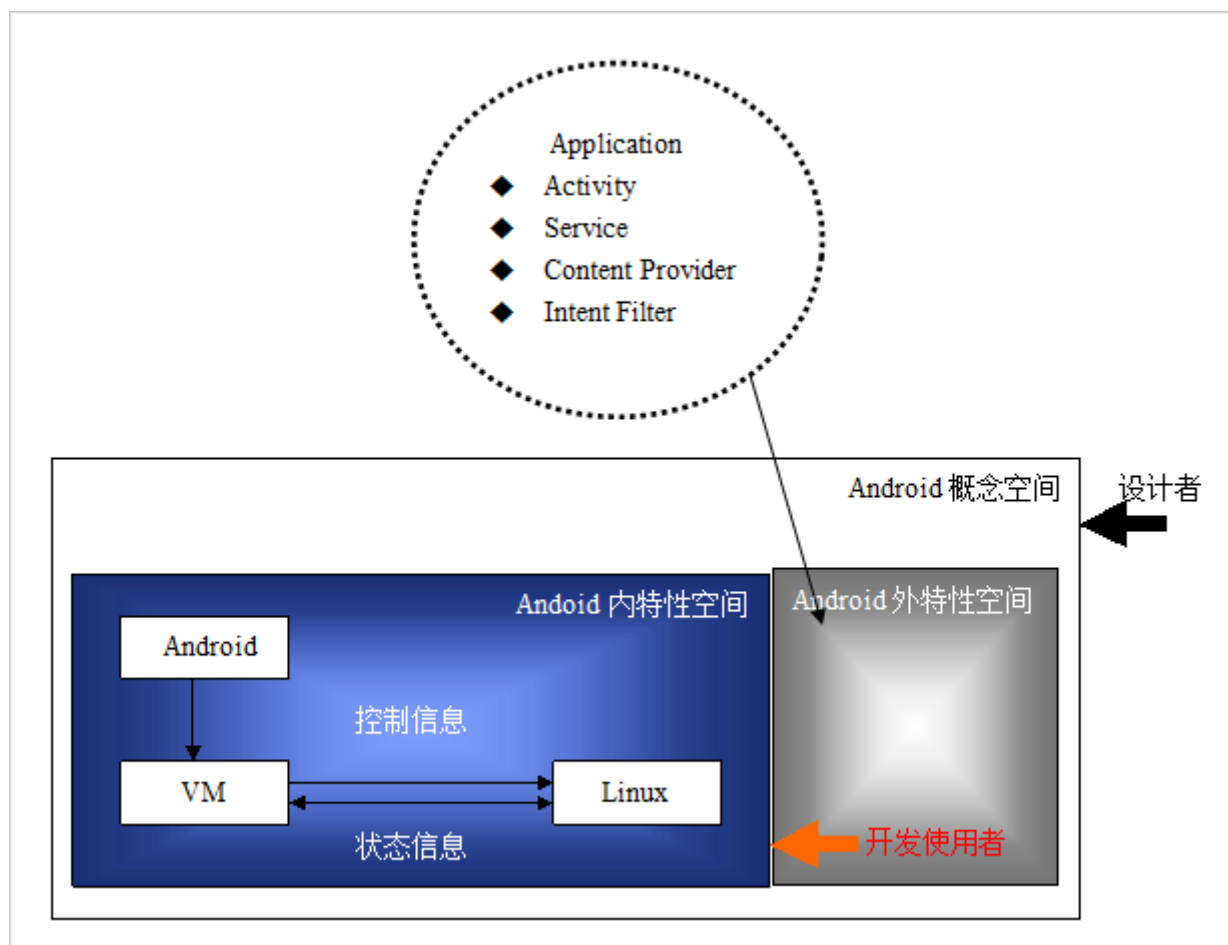 Application
◆ Activity
◆ Service
◆ Content Provider
◆ Intent Filter
Android 概念空间
设计者
Andoid 内特性空间
Android 外特性空间
Android
控制信息
VM
Linux
状态信息
开发使用者